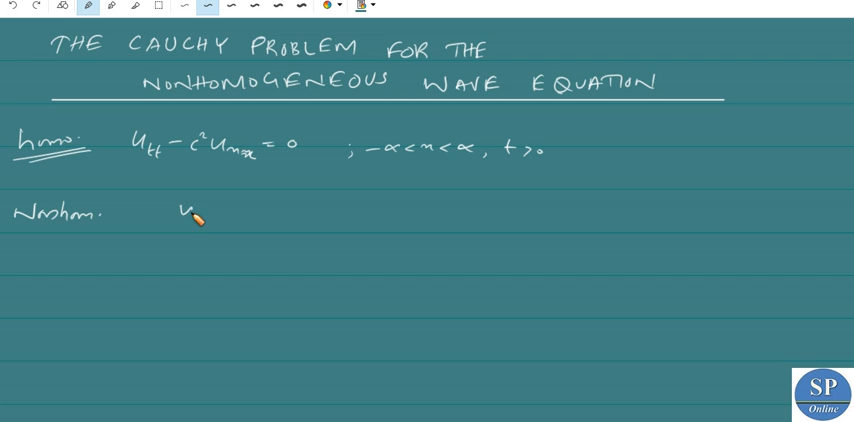 THE CAUCHY PROBLEM FOR THE
NONHOMOGENEOUS WAVE EQUATION
homo. u_tt - c²u_xx = 0 ; -∞ < x < ∞, t > 0
Nonhom. u
SP
Online